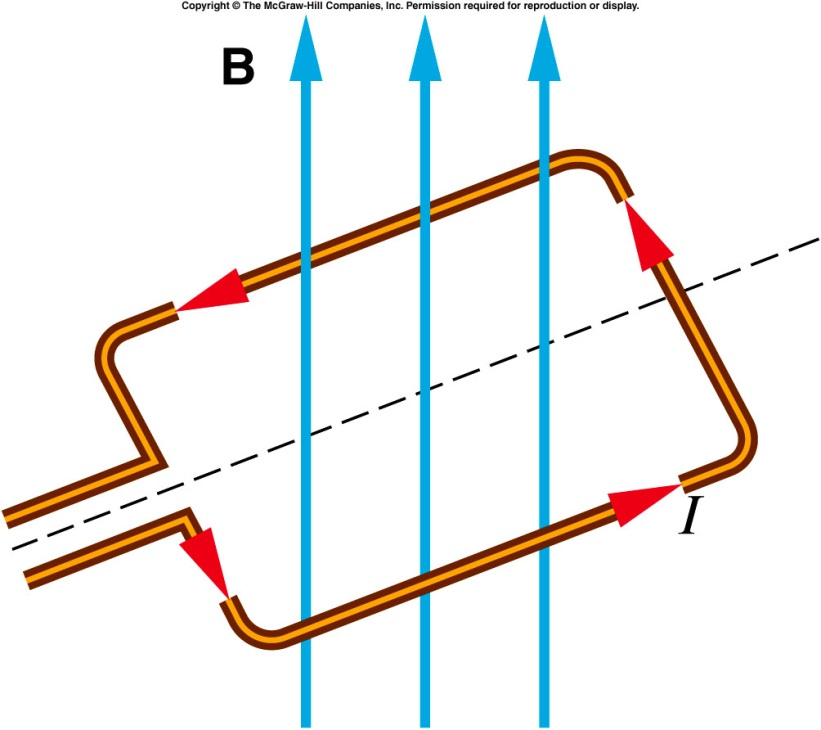 Copyright © The McGraw-Hill Companies, Inc. Permission required for reproduction or display.
B
I